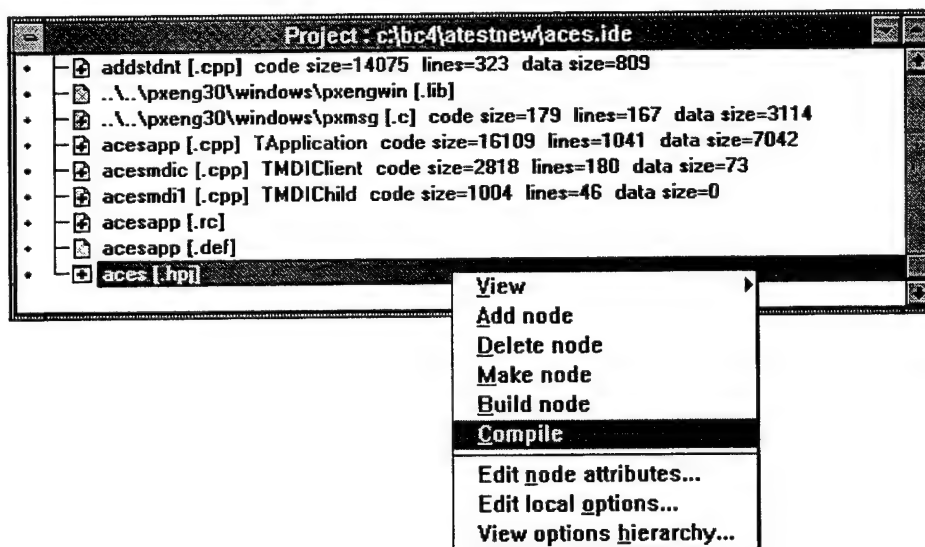 Project : c:\bc4\atestnew\aces.ide
addstdnt [.cpp] code size=14075 lines=323 data size=809
..\..\pxeng30\windows\pxengwin [.lib]
..\..\pxeng30\windows\pxmsg [.c] code size=179 lines=167 data size=3114
acesapp [.cpp] TApplication code size=16109 lines=1041 data size=7042
acesmdic [.cpp] TMDIClient code size=2818 lines=180 data size=73
acesmdi1 [.cpp] TMDIChild code size=1004 lines=46 data size=0
acesapp [.rc]
acesapp [.def]
aces [.hpj]
View
Add node
Delete node
Make node
Build node
Compile
Edit node attributes...
Edit local options...
View options hierarchy...